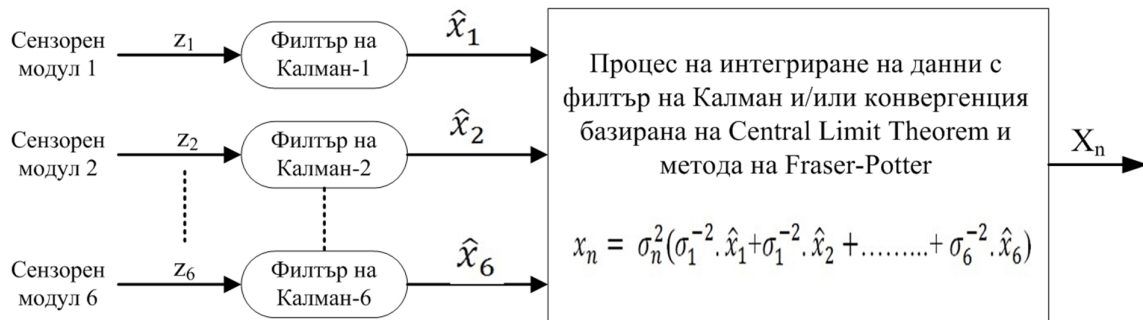 Сензорен
модул 1
z₁
Филтър на
Калман-1
x̂₁
Сензорен
модул 2
z₂
Филтър на
Калман-2
x̂₂
Сензорен
модул 6
z₆
Филтър на
Калман-6
x̂₆
Процес на интегриране на данни с
филтър на Калман и/или конвергенция
базирана на Central Limit Theorem и
метода на Fraser-Potter
xₙ = σₙ²(σ₁⁻².x̂₁+σ₁⁻².x̂₂ +.........+ σ₆⁻².x̂₆)
Xₙ